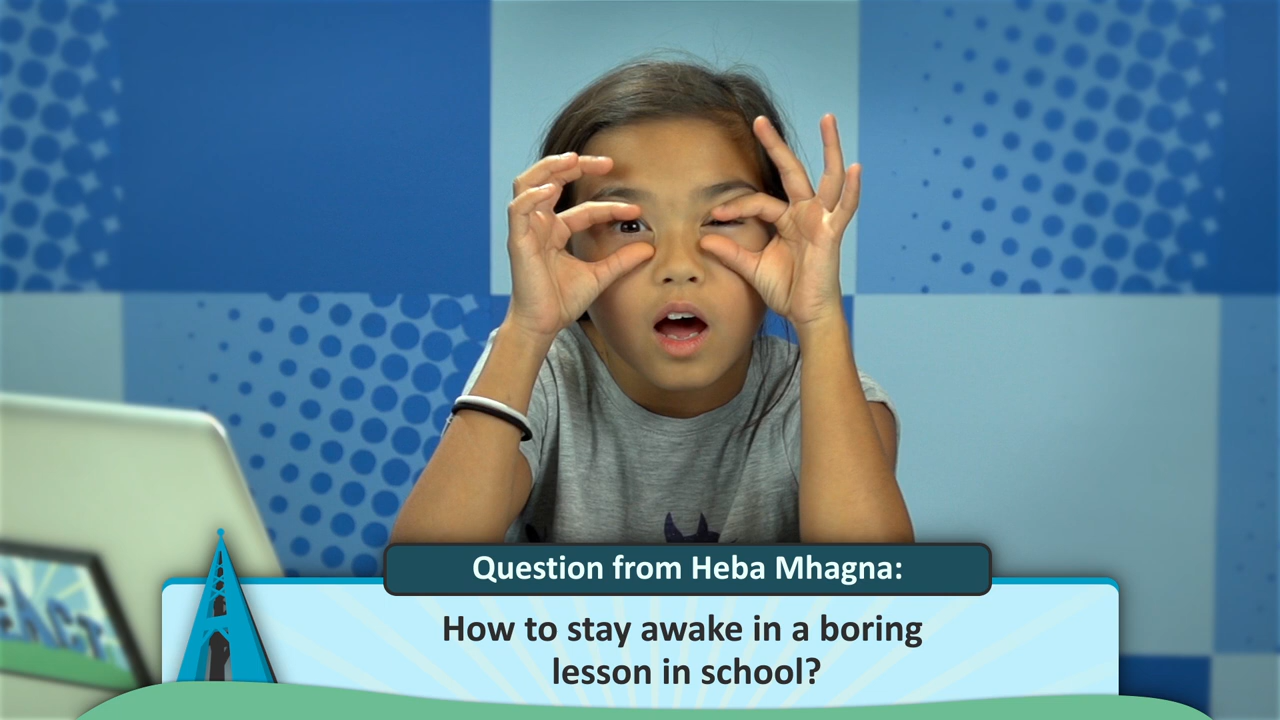 Question from Heba Mhagna:
How to stay awake in a boring
lesson in school?